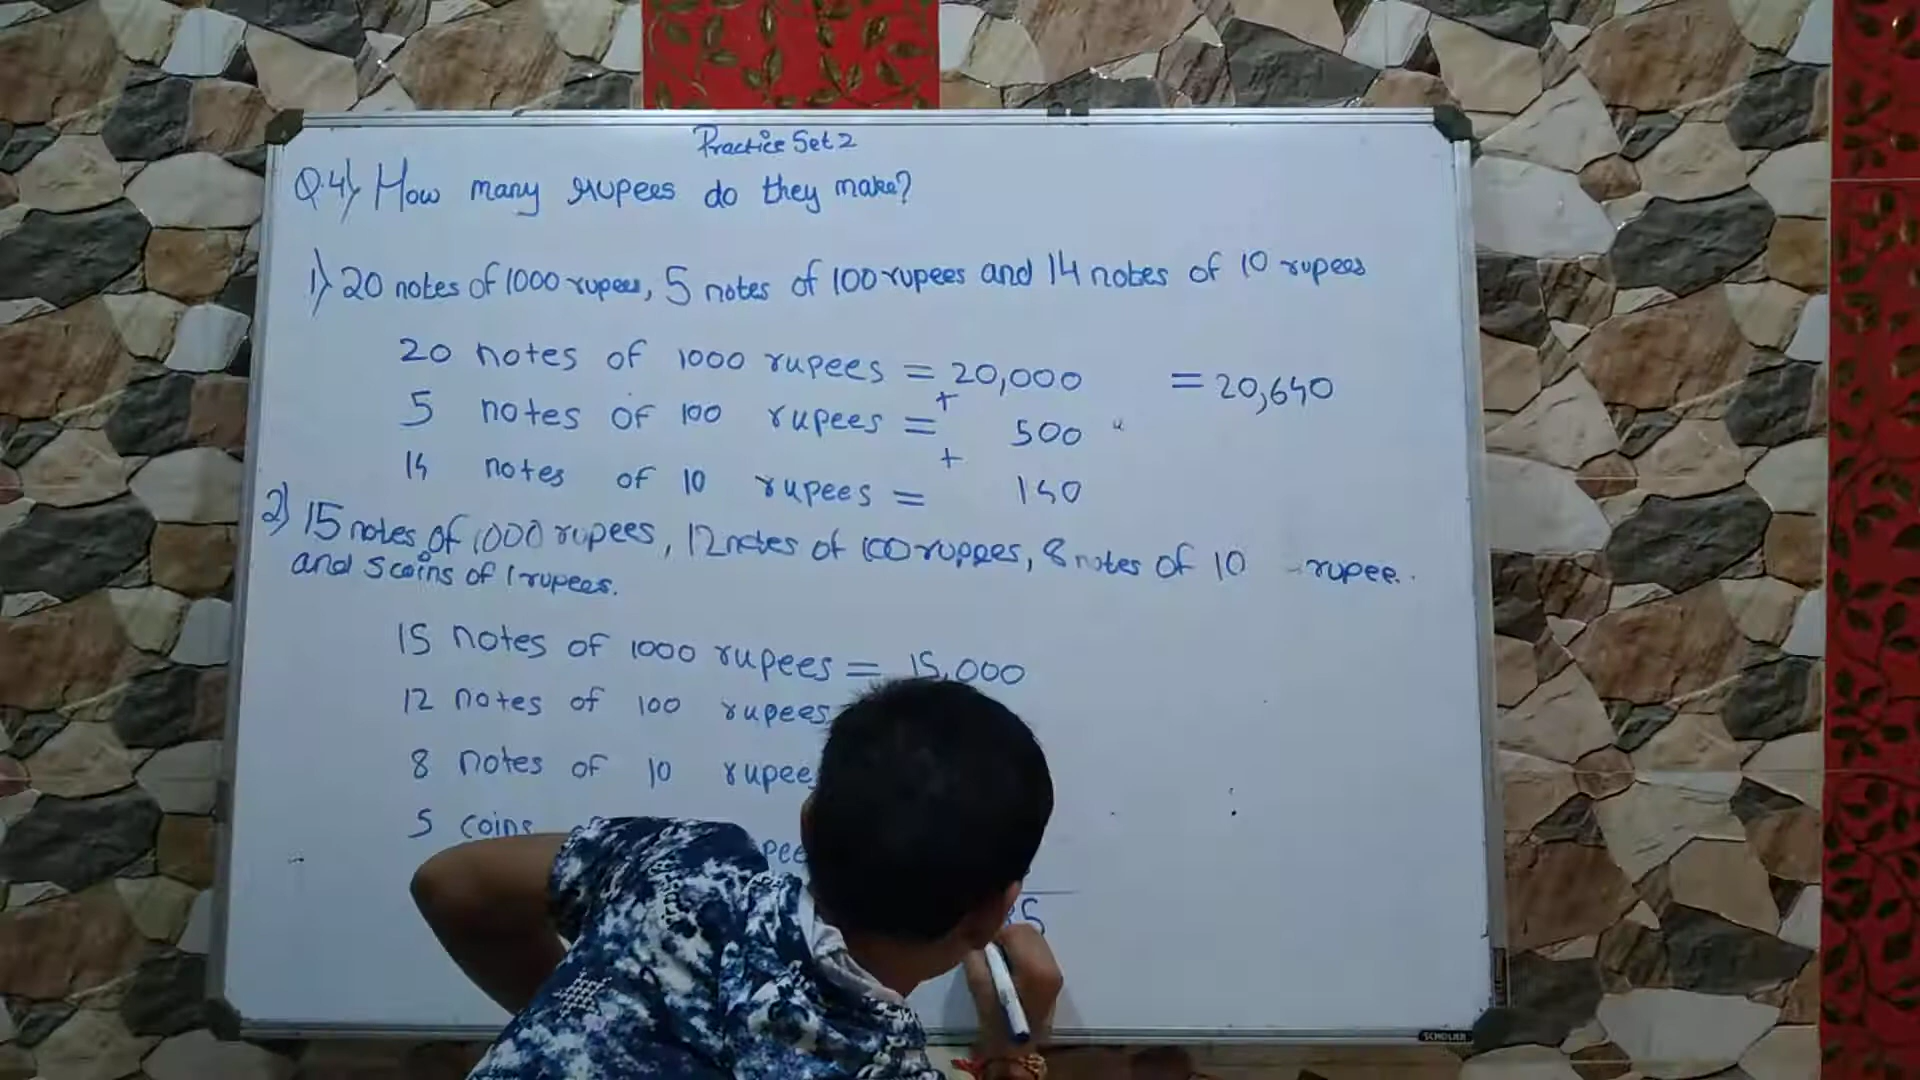 Practice Set 2
Q.4) How many rupees do they make?
1) 20 notes of 1000 rupees, 5 notes of 100 rupees and 14 notes of 10 rupees
20 notes of 1000 rupees = 20,000 = 20,640
+
5 notes of 100 rupees = 500
+
14 notes of 10 rupees = 140
2) 15 notes of 1000 rupees, 12 notes of 100 rupees, 8 notes of 10 rupee.
and 5 coins of 1 rupees.
15 notes of 1000 rupees = 15,000
12 notes of 100 rupees
8 notes of 10 rupee
5 coins
5
SCHOLAR